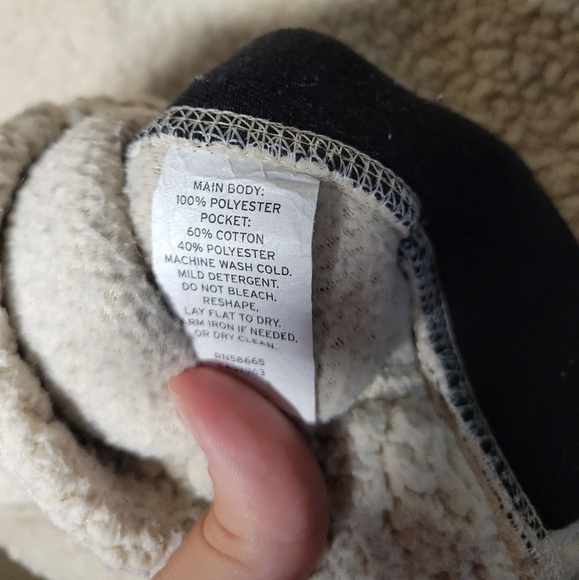 MAIN BODY:
100% POLYESTER
POCKET:
60% COTTON
40% POLYESTER
MACHINE WASH COLD.
MILD DETERGENT.
DO NOT BLEACH.
RESHAPE,
LAY FLAT TO DRY.
ARM IRON IF NEEDED,
OR DRY CLEAN.
RN58665